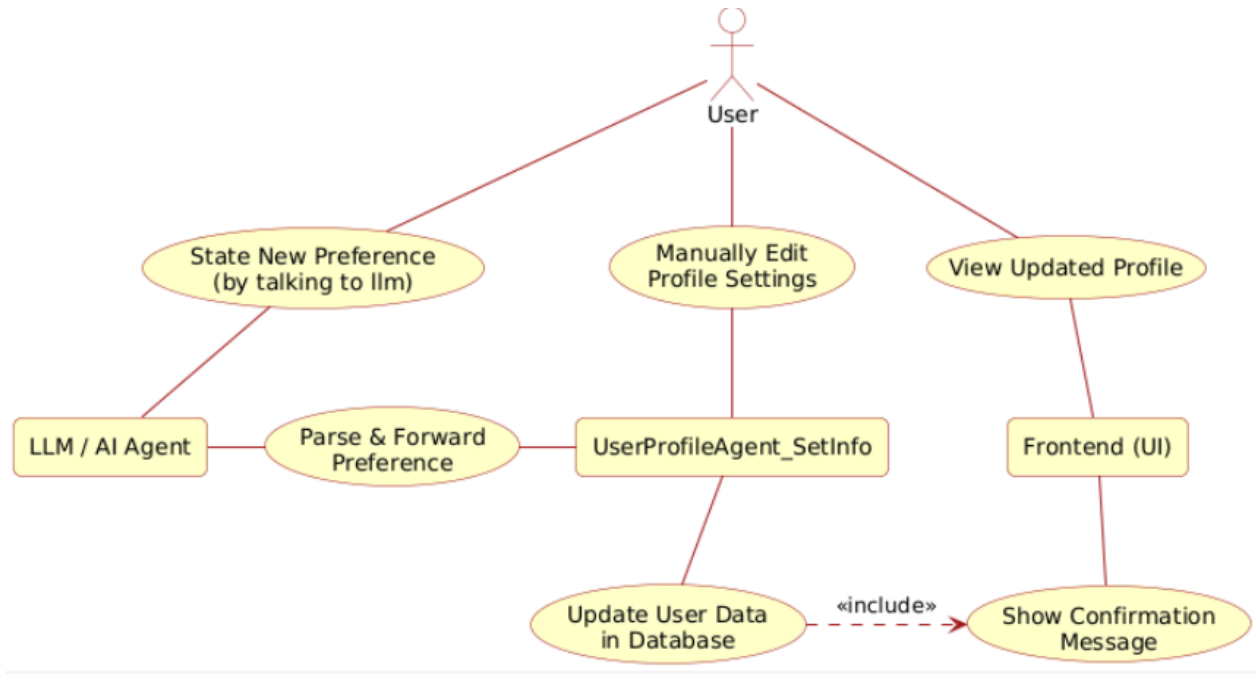 User
State New Preference
(by talking to llm)
Manually Edit
Profile Settings
View Updated Profile
LLM / AI Agent
Parse & Forward
Preference
UserProfileAgent_SetInfo
Frontend (UI)
Update User Data
in Database
«include»
Show Confirmation
Message